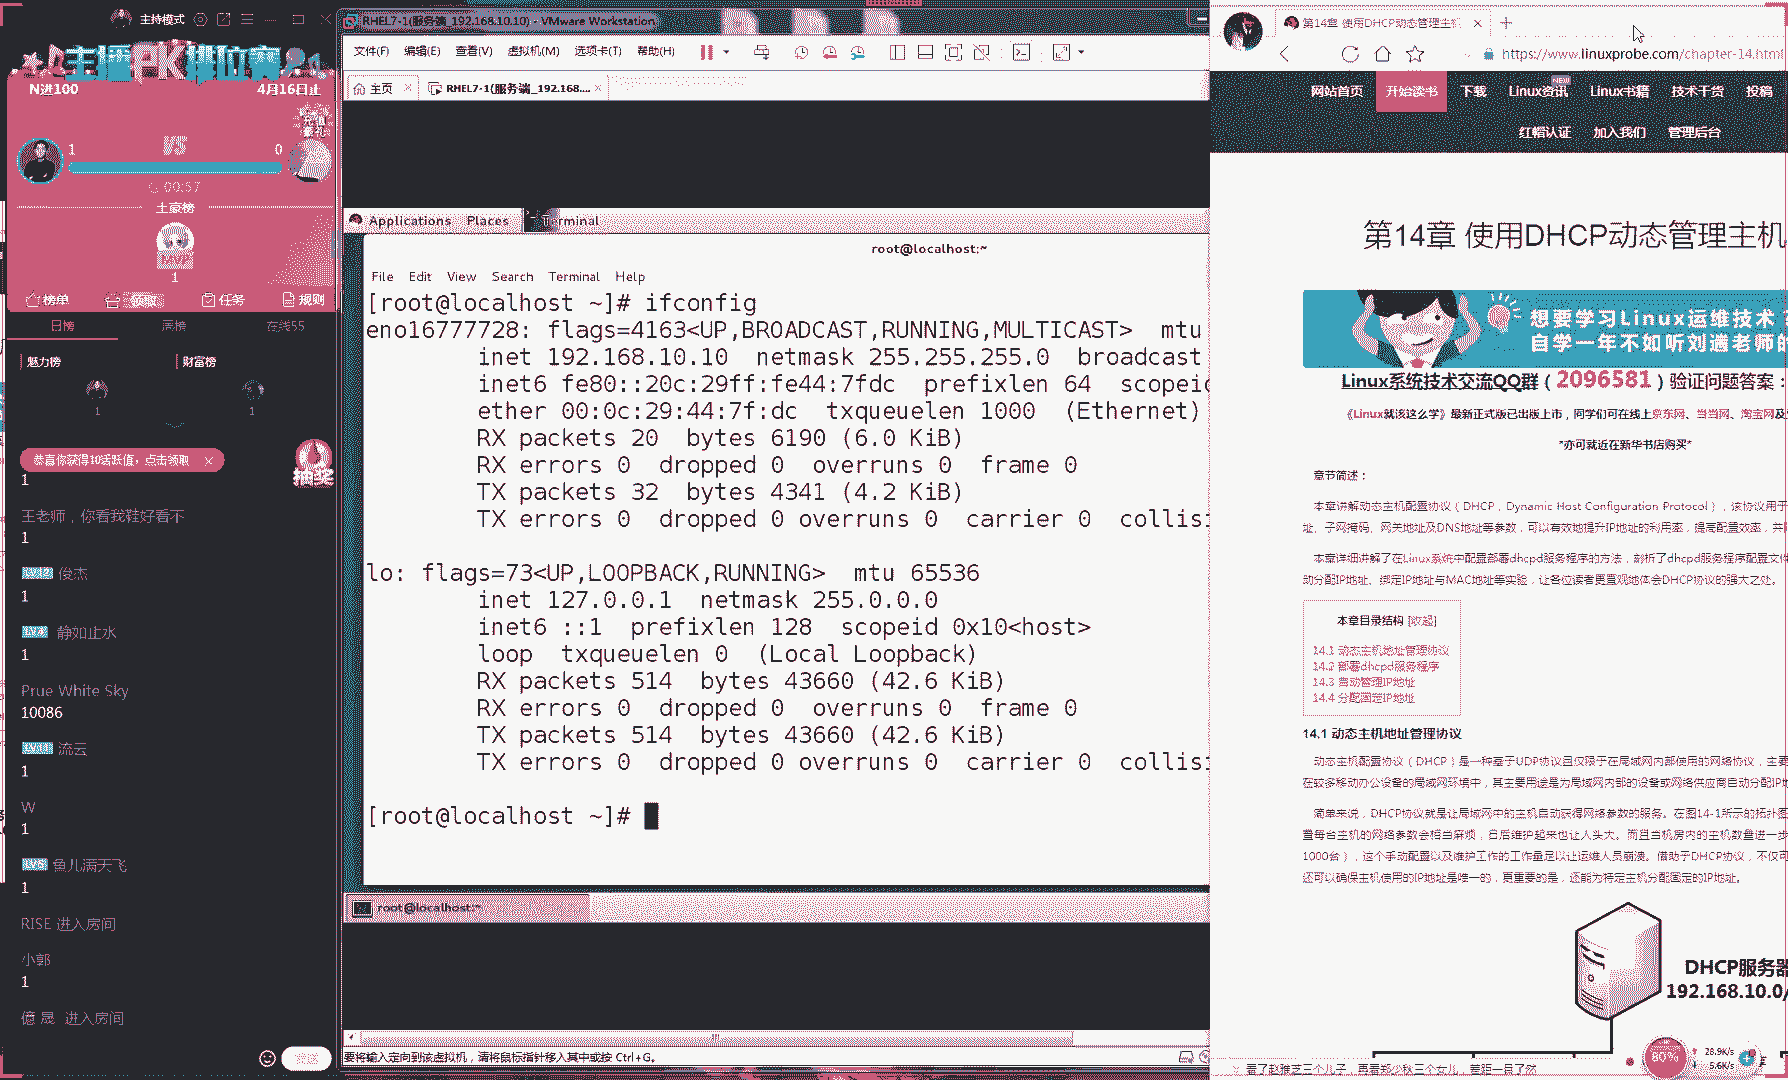 主持模式
主播PK排位赛
N进100
4月16日止
1
VS
0
00:57
土豪榜
1
榜单
任务
规则
日榜
周榜
在线55
魅力榜
财富榜
1
1
恭喜你获得10活跃值，点击领取
抽奖
1
王老师，你看我鞋好看不
1
俊杰
1
静如止水
1
Prue White Sky
10086
流云
1
W
1
鱼儿满天飞
1
RISE 进入房间
小郭
1
億 晟 进入房间
RHEL7-1(服务端_192.168.10.10) - VMware Workstation
文件(F) 编辑(E) 查看(V) 虚拟机(M) 选项卡(T) 帮助(H)
主页
RHEL7-1(服务端_192.168....
Applications Places Terminal
root@localhost:~
File Edit View Search Terminal Help
[root@localhost ~]# ifconfig
eno16777728: flags=4163<UP,BROADCAST,RUNNING,MULTICAST> mtu
inet 192.168.10.10 netmask 255.255.255.0 broadcast
inet6 fe80::20c:29ff:fe44:7fdc prefixlen 64 scopeid
ether 00:0c:29:44:7f:dc txqueuelen 1000 (Ethernet)
RX packets 20 bytes 6190 (6.0 KiB)
RX errors 0 dropped 0 overruns 0 frame 0
TX packets 32 bytes 4341 (4.2 KiB)
TX errors 0 dropped 0 overruns 0 carrier 0 collis
lo: flags=73<UP,LOOPBACK,RUNNING> mtu 65536
inet 127.0.0.1 netmask 255.0.0.0
inet6 ::1 prefixlen 128 scopeid 0x10<host>
loop txqueuelen 0 (Local Loopback)
RX packets 514 bytes 43660 (42.6 KiB)
RX errors 0 dropped 0 overruns 0 frame 0
TX packets 514 bytes 43660 (42.6 KiB)
TX errors 0 dropped 0 overruns 0 carrier 0 collis
[root@localhost ~]#
root@localhost:~
要将输入定向到该虚拟机，请将鼠标指针移入其中或按 Ctrl+G。
第14章 使用DHCP动态管理主机
https://www.linuxprobe.com/chapter-14.html
网站首页 开始读书 下载 Linux资讯 Linux书籍 技术干货 投稿
NEW
红帽认证 加入我们 管理后台
第14章 使用DHCP动态管理主机
想要学习Linux运维技术
自学一年不如听刘遄老师的
Linux系统技术交流QQ群（2096581）验证问题答案：
《Linux就该这么学》最新正式版已出版上市，同学们可在线上京东网、当当网、淘宝网及
*亦可就近在新华书店购买*
章节简述：
本章讲解动态主机配置协议（DHCP，Dynamic Host Configuration Protocol），该协议用于
址、子网掩码、网关地址及DNS地址等参数，可以有效地提升IP地址的利用率，提高配置效率，并
本章详细讲解了在Linux系统中配置部署dhcpd服务程序的方法，剖析了dhcpd服务程序配置文件
动分配IP地址、绑定IP地址与MAC地址等实验，让各位读者更直观地体会DHCP协议的强大之处。
本章目录结构 [收起]
14.1 动态主机地址管理协议
14.2 部署dhcpd服务程序
14.3 自动管理IP地址
14.4 分配固定IP地址
14.1 动态主机地址管理协议
动态主机配置协议（DHCP）是一种基于UDP协议且仅限于在局域网内部使用的网络协议，主要
在较多移动办公设备的局域网环境中，其主要用途是为局域网内部的设备或网络供应商自动分配IP地
简单来说，DHCP协议就是让局域网中的主机自动获得网络参数的服务。在图14-1所示的拓扑图
置每台主机的网络参数会相当麻烦，日后维护起来也让人头大。而且当机房内的主机数量进一步
1000台），这个手动配置以及维护工作的工作量足以让运维人员崩溃。借助于DHCP协议，不仅可
还可以确保主机使用的IP地址是唯一的，更重要的是，还能为特定主机分配固定的IP地址。
DHCP服务器
192.168.10.0/
80%
28.9K/s
5.6K/s
看了赵雅芝三个儿子，再看郑少秋三个女儿，差距一目了然